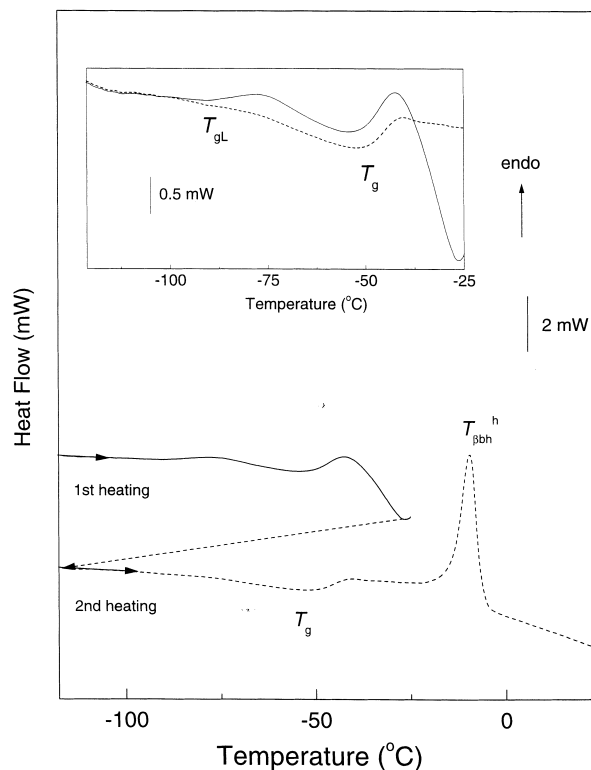 T_gL
T_g
0.5 mW
-100
-75
-50
-25
Temperature (°C)
endo
2 mW
Heat Flow (mW)
T_βbh^h
1st heating
2nd heating
T_g
-100
-50
0
Temperature (°C)